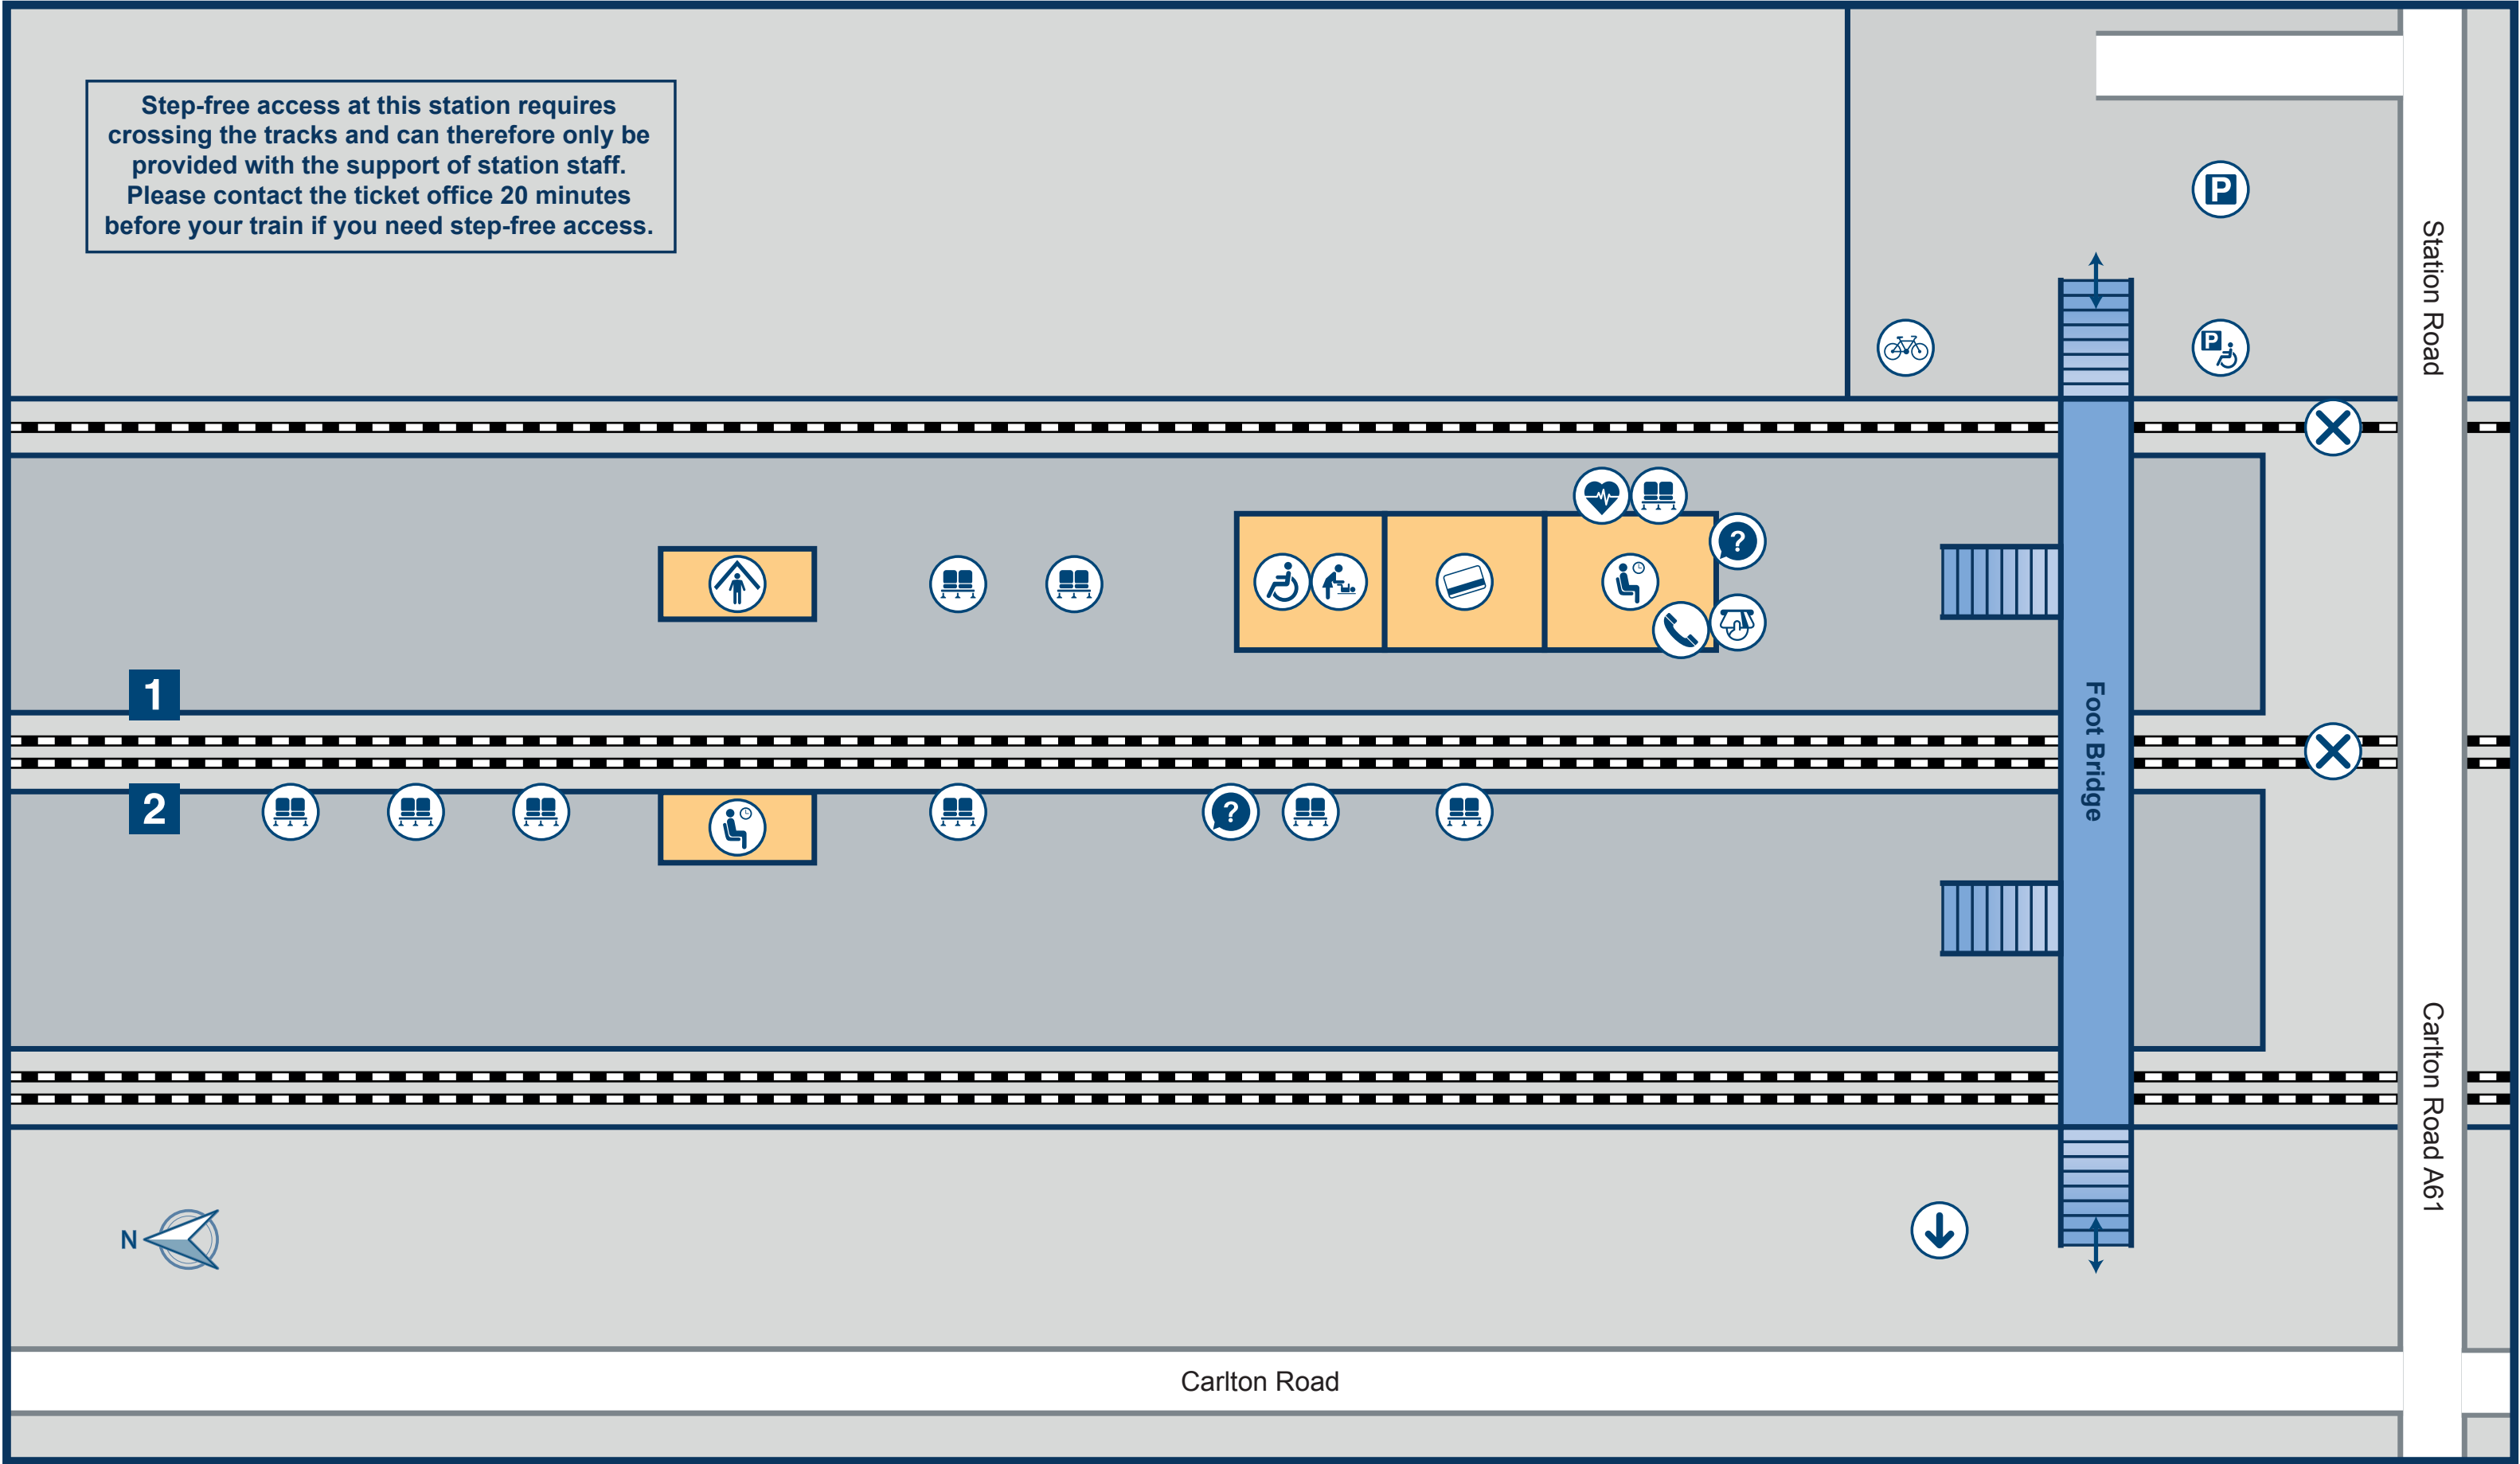 Step-free access at this station requires
crossing the tracks and can therefore only be
provided with the support of station staff.
Please contact the ticket office 20 minutes
before your train if you need step-free access.
P
Station Road
P
?
1
Foot Bridge
2
?
Carlton Road A61
N
Carlton Road